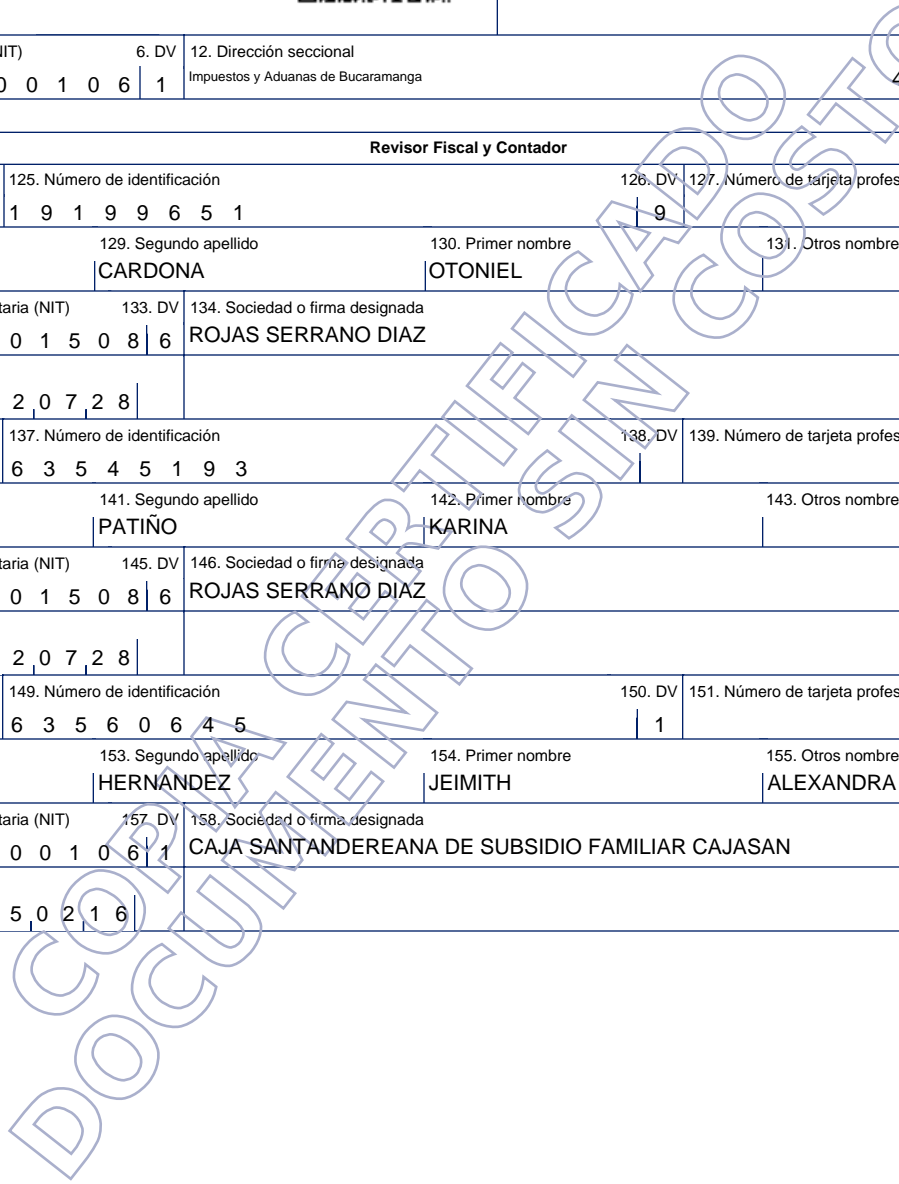 NIT) 6. DV 12. Dirección seccional
0 0 1 0 6 1 Impuestos y Aduanas de Bucaramanga 4
Revisor Fiscal y Contador
125. Número de identificación 126. DV 127. Número de tarjeta profes
1 9 1 9 9 6 5 1 9
129. Segundo apellido 130. Primer nombre 131. Otros nombre
CARDONA OTONIEL
taria (NIT) 133. DV 134. Sociedad o firma designada
0 1 5 0 8 6 ROJAS SERRANO DIAZ
2 0 7 2 8
137. Número de identificación 138. DV 139. Número de tarjeta profes
6 3 5 4 5 1 9 3
141. Segundo apellido 142. Primer nombre 143. Otros nombre
PATIÑO KARINA
taria (NIT) 145. DV 146. Sociedad o firma designada
0 1 5 0 8 6 ROJAS SERRANO DIAZ
2 0 7 2 8
149. Número de identificación 150. DV 151. Número de tarjeta profes
6 3 5 6 0 6 4 5 1
153. Segundo apellido 154. Primer nombre 155. Otros nombre
HERNANDEZ JEIMITH ALEXANDRA
taria (NIT) 157. DV 158. Sociedad o firma designada
0 0 1 0 6 1 CAJA SANTANDEREANA DE SUBSIDIO FAMILIAR CAJASAN
5 0 2 1 6
COPIA CERTIFICADO
DOCUMENTO SIN COSTO